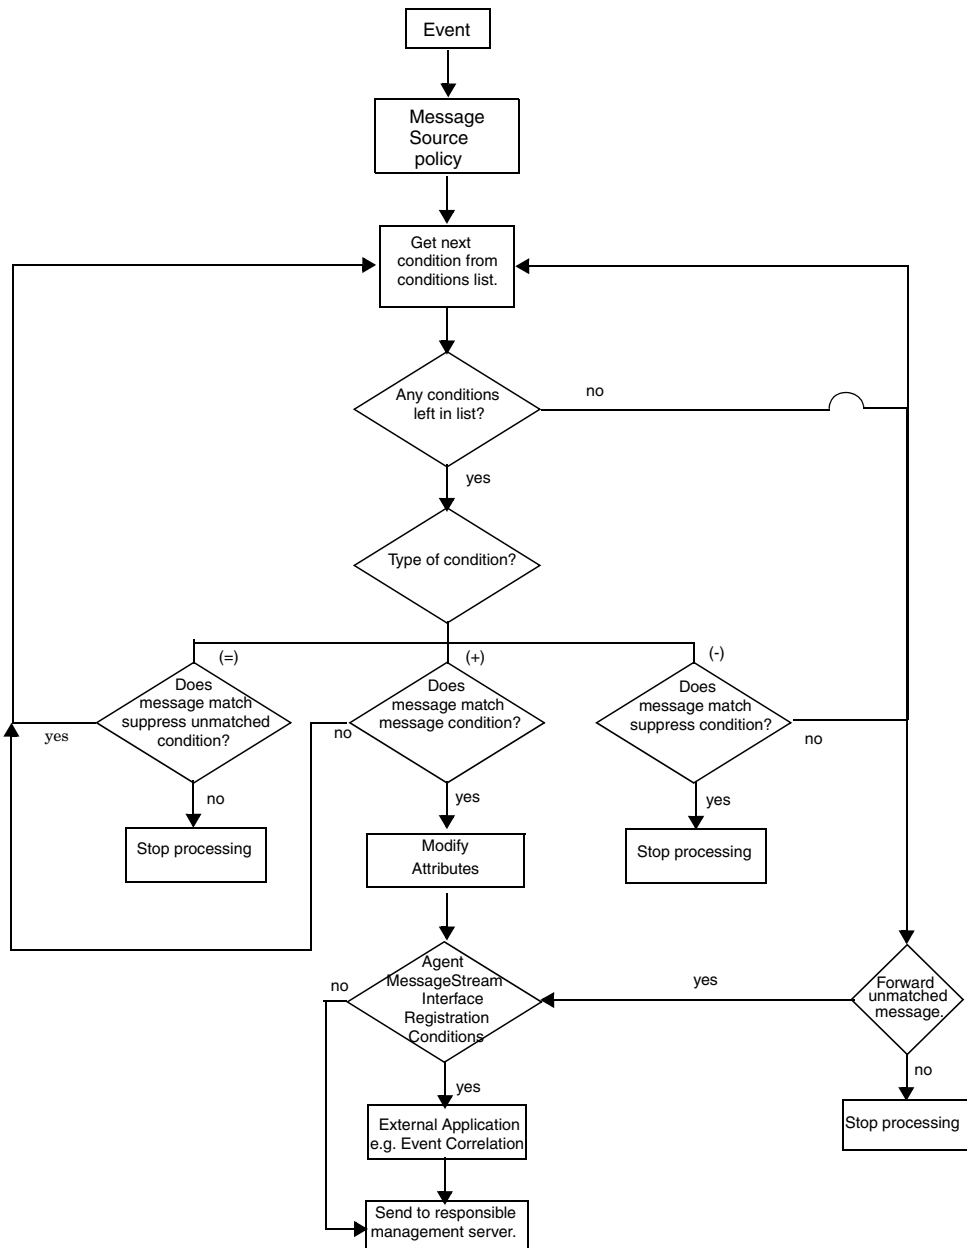 Event
Message
Source
policy
Get next
condition from
conditions list.
Any conditions
left in list?
no
yes
Type of condition?
(=)
(+)
(-)
Does
message match
suppress unmatched
condition?
yes
no
Does
message match
message condition?
no
yes
Does
message match
suppress condition?
no
yes
Stop processing
Modify
Attributes
Stop processing
Agent
MessageStream
Interface
Registration
Conditions
no
yes
yes
Forward
unmatched
message.
no
External Application
e.g. Event Correlation
Stop processing
Send to responsible
management server.